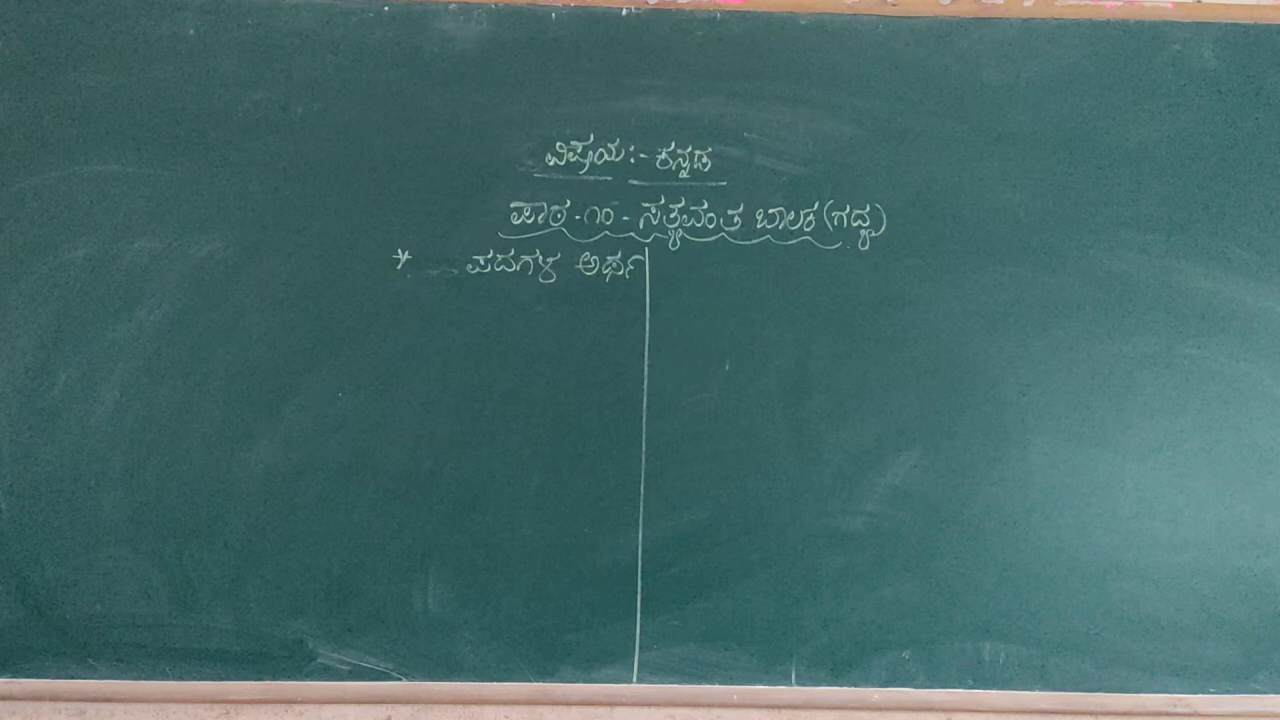 ವಿಷಯ:- ಕನ್ನಡ
ಪಾಠ-೧೦- ಸತ್ಯವಂತ ಬಾಲಕ (ಗದ್ಯ)
* ಪದಗಳ ಅರ್ಥ